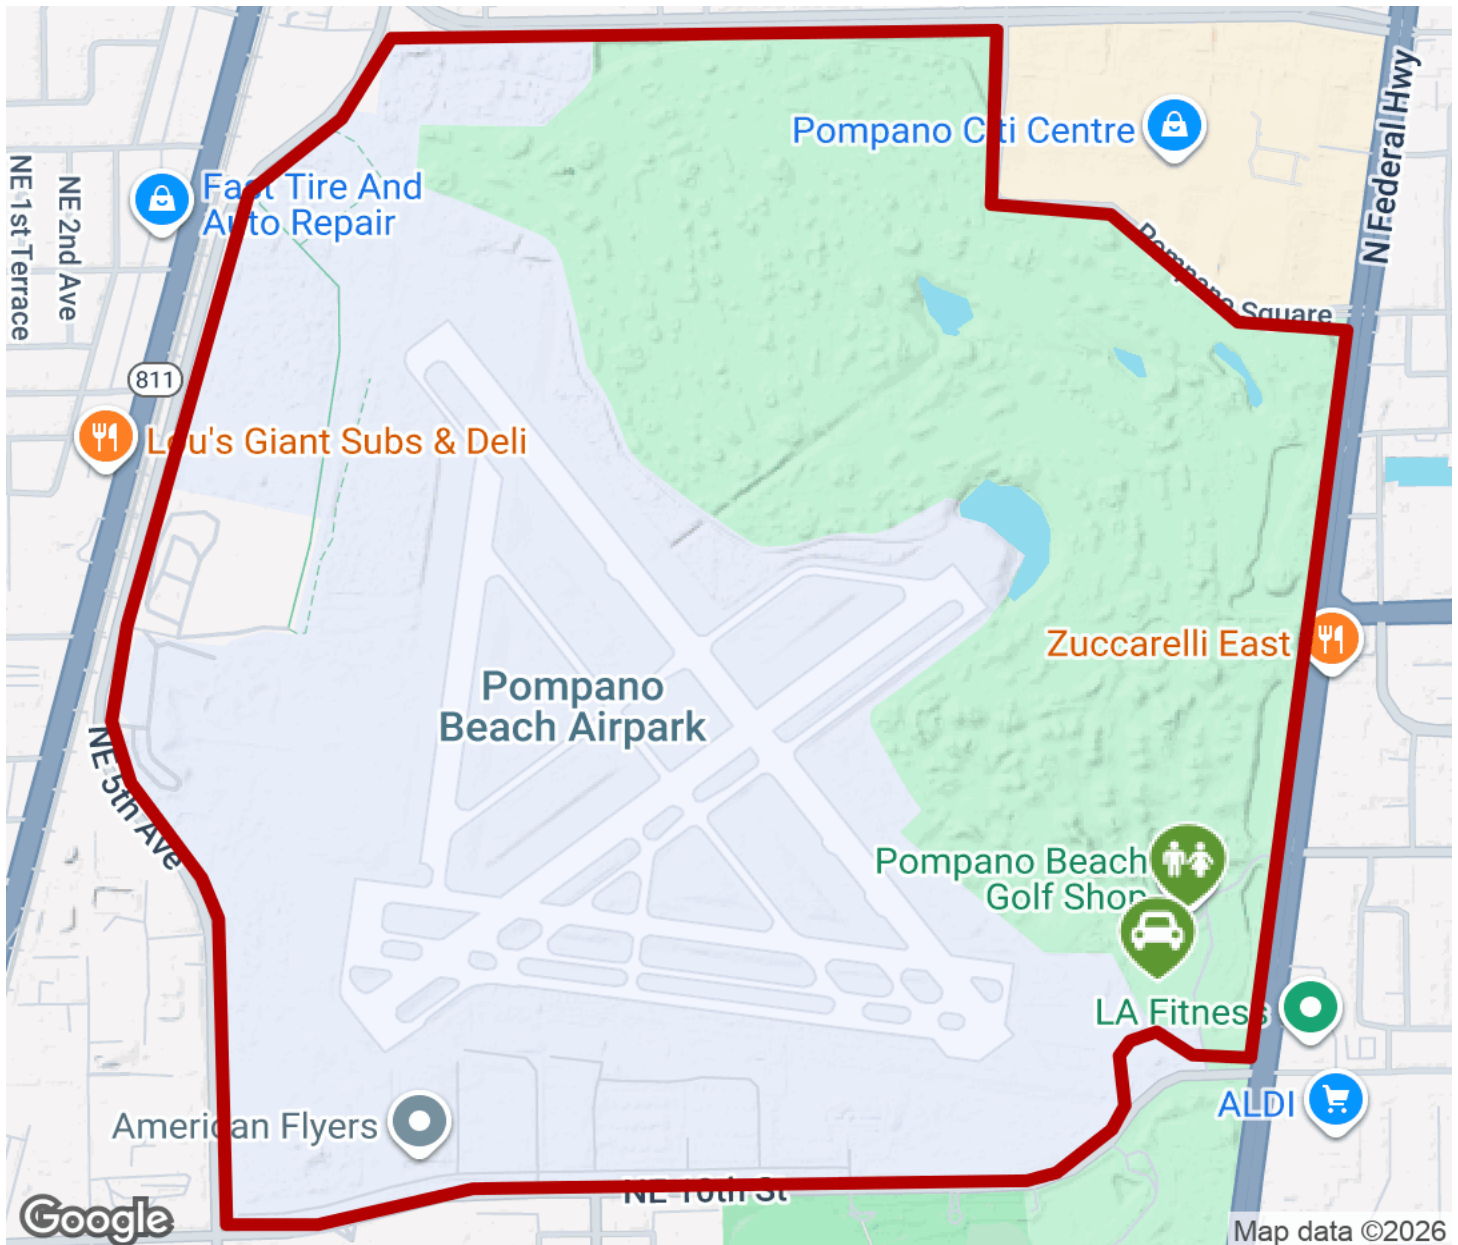 Pompano Citi Centre
N Federal Hwy
NE 1st Terrace
NE 2nd Ave
Fast Tire And
Auto Repair
Pompano Square
811
Lou's Giant Subs & Deli
Zuccarelli East
Pompano
Beach Airpark
NE 5th Ave
Pompano Beach
Golf Shop
LA Fitness
ALDI
American Flyers
NE 10th St
Google
Map data ©2026